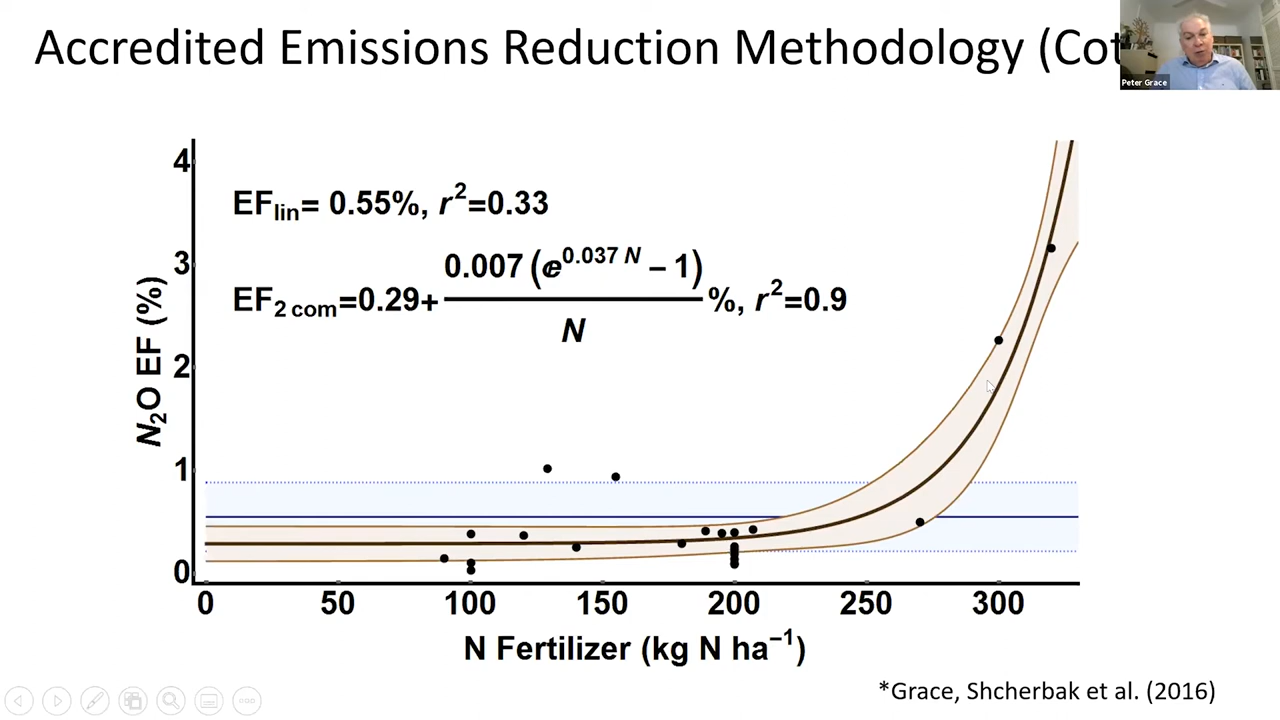 Accredited Emissions Reduction Methodology (Cot
Peter Grace
EFlin= 0.55%, r²=0.33
EF2 com=0.29+ 0.007 (e^0.037 N − 1) / N %, r²=0.9
N₂O EF (%)
4
3
2
1
0
0 50 100 150 200 250 300
N Fertilizer (kg N ha⁻¹)
*Grace, Shcherbak et al. (2016)